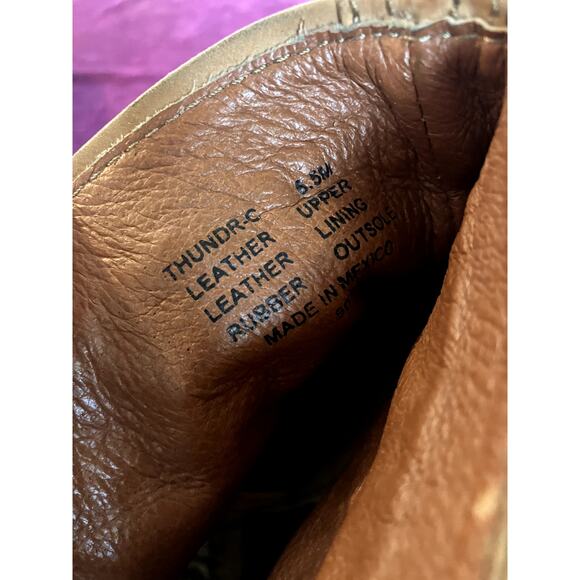 THUNDR-C 5.5M
LEATHER UPPER
LEATHER LINING
RUBBER OUTSOLE
MADE IN MEXICO